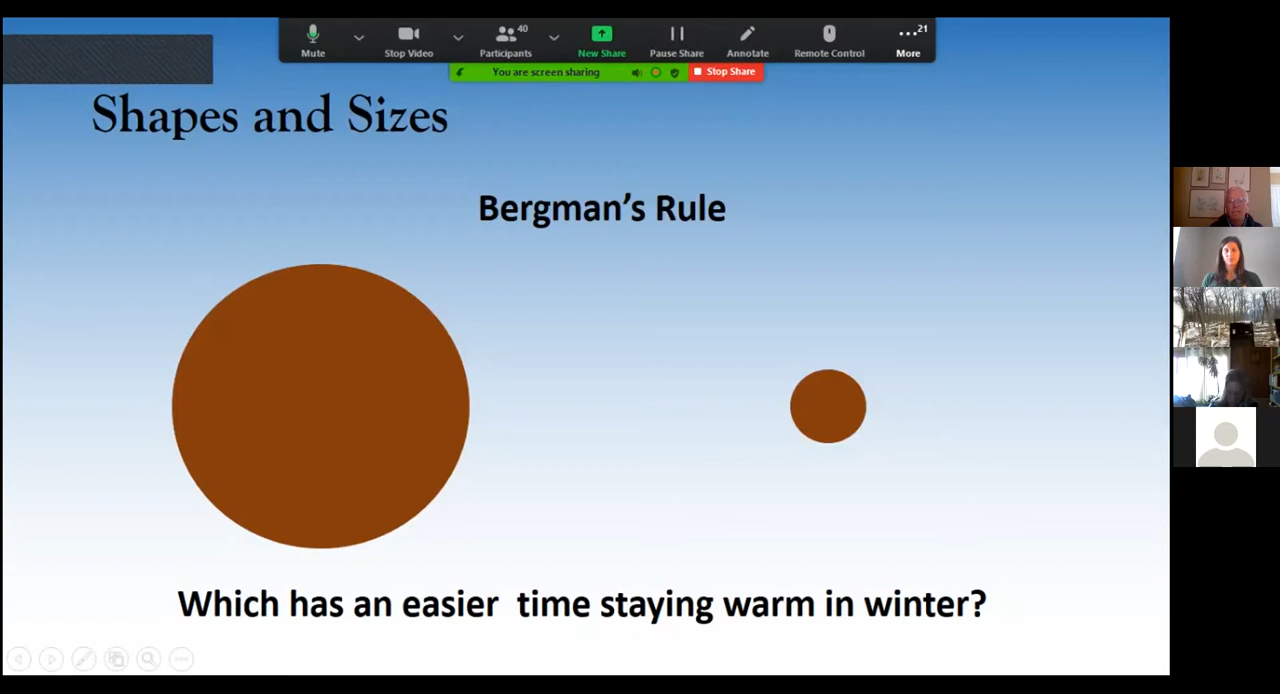 40
21
Mute
Stop Video
Participants
New Share
Pause Share
Annotate
Remote Control
More
You are screen sharing
Stop Share
Shapes and Sizes
Bergman's Rule
Which has an easier  time staying warm in winter?